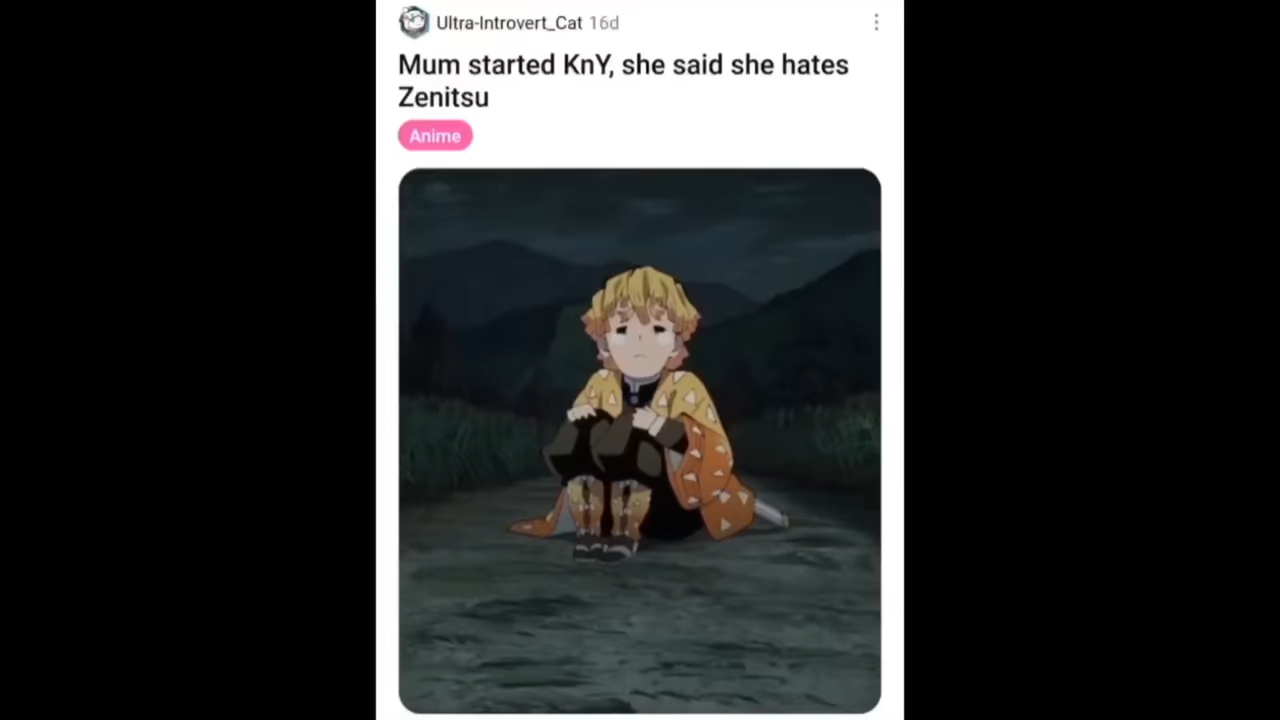 Ultra-Introvert_Cat 16d
Mum started KnY, she said she hates
Zenitsu
Anime